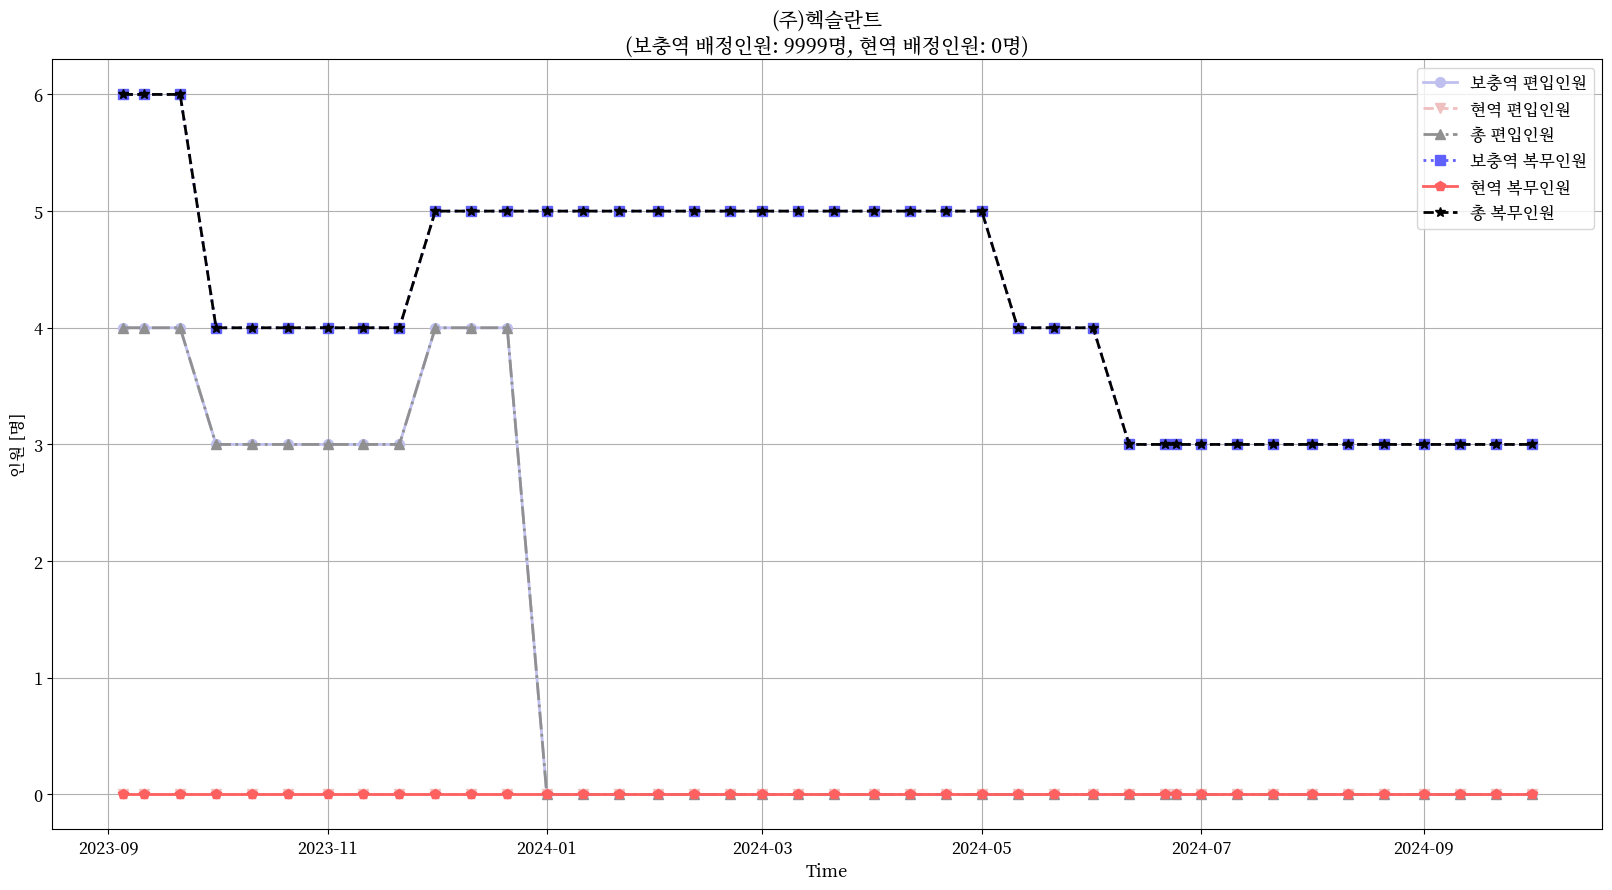 (주)헥슬란트
(보충역 배정인원: 9999명, 현역 배정인원: 0명)
보충역 편입인원
현역 편입인원
총 편입인원
보충역 복무인원
현역 복무인원
총 복무인원
인원 [명]
6
5
4
3
2
1
0
2023-09
2023-11
2024-01
2024-03
2024-05
2024-07
2024-09
Time